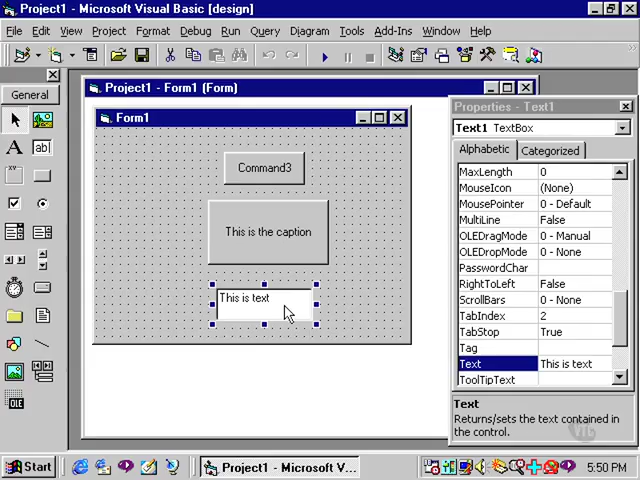 Project1 - Microsoft Visual Basic [design]
File Edit View Project Format Debug Run Query Diagram Tools Add-Ins Window Help
General
A
ab|
xv
OLE
Project1 - Form1 (Form)
Form1
Command3
This is the caption
This is text
Properties - Text1
Text1 TextBox
Alphabetic Categorized
MaxLength 0
MouseIcon (None)
MousePointer 0 - Default
MultiLine False
OLEDragMode 0 - Manual
OLEDropMode 0 - None
PasswordChar
RightToLeft False
ScrollBars 0 - None
TabIndex 2
TabStop True
Tag
Text This is text
ToolTipText
Text
Returns/sets the text contained in
the control.
Start
Project1 - Microsoft V...
5:50 PM